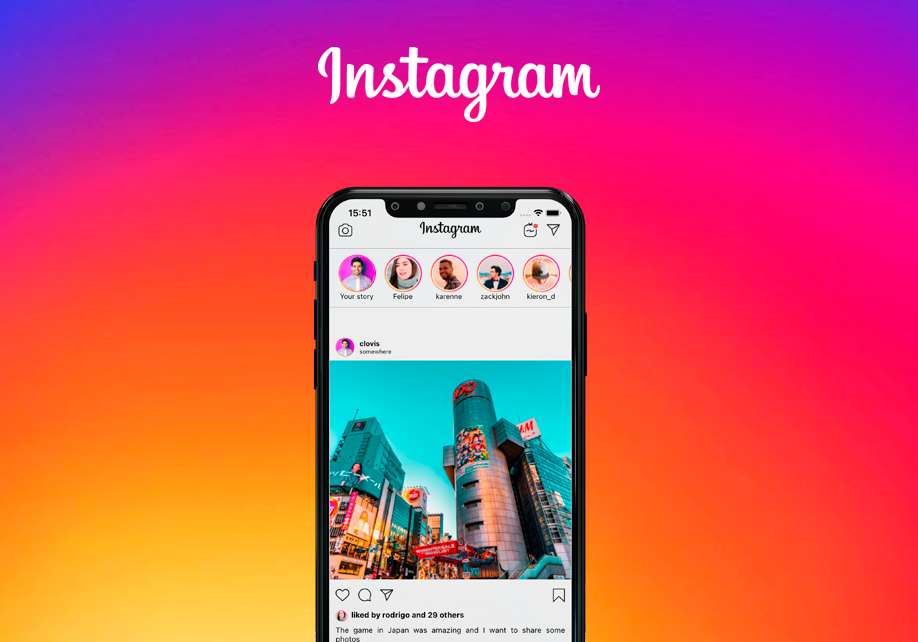 Instagram
15:51
Instagram
Your story Felipe karenne zackjohn kieron_d
clovis
somewhere
109
H&M
liked by rodrigo and 29 others
The game in Japan was amazing and I want to share some
photos